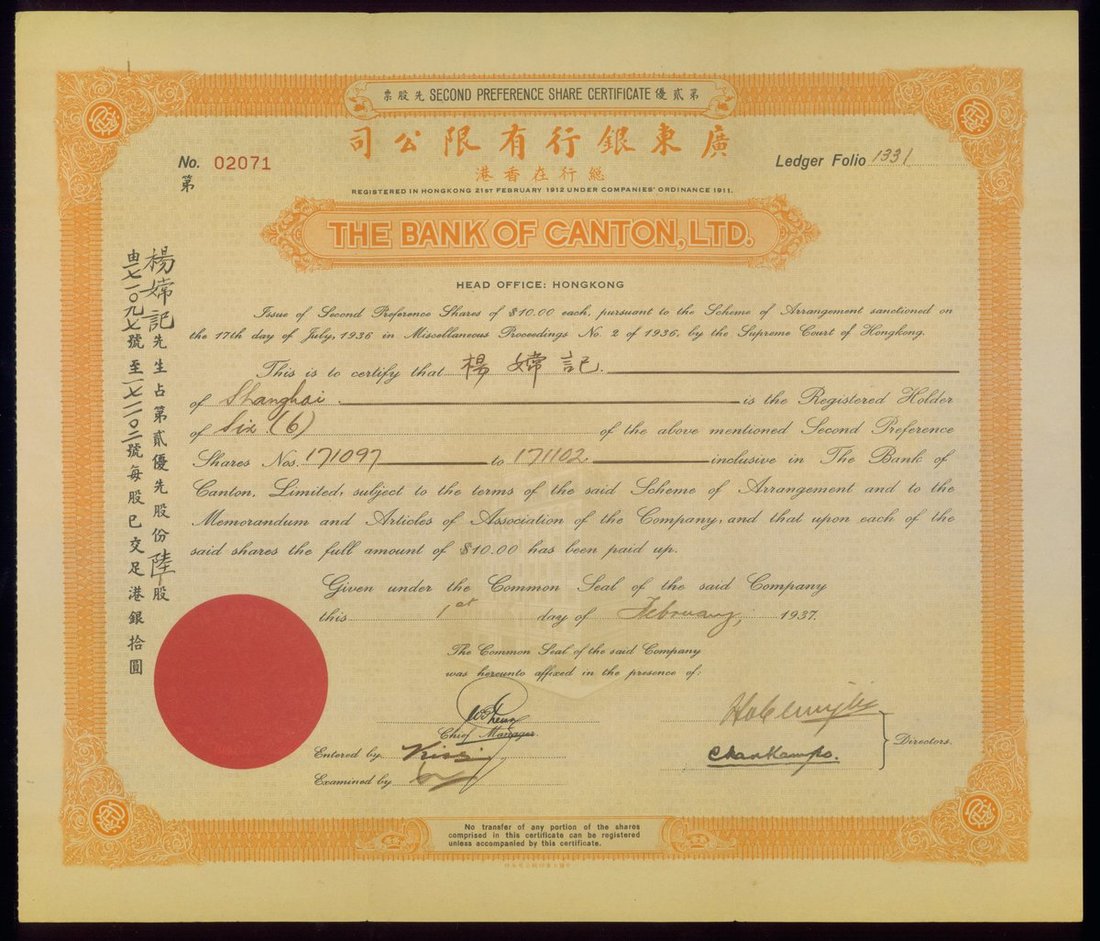 票股先 SECOND PREFERENCE SHARE CERTIFICATE 優貳第
司公限有行銀東廣
No. 02071
第
Ledger Folio 1331
港香在行總
REGISTERED IN HONGKONG 21ST FEBRUARY 1912 UNDER COMPANIES' ORDINANCE 1911.
THE BANK OF CANTON, LTD.
HEAD OFFICE: HONGKONG
Issue of Second Preference Shares of $10.00 each, pursuant to the Scheme of Arrangement sanctioned on
the 17th day of July, 1936 in Miscellaneous Proceedings No. 2 of 1936, by the Supreme Court of Hongkong.
This is to certify that 楊嫦記
of Shanghai is the Registered Holder
of Six (6) of the above mentioned Second Preference
Shares Nos. 171097 to 171102 inclusive in The Bank of
Canton, Limited, subject to the terms of the said Scheme of Arrangement and to the
Memorandum and Articles of Association of the Company, and that upon each of the
said shares the full amount of $10.00 has been paid up.
Given under the Common Seal of the said Company
this 1st day of February, 1937.
The Common Seal of the said Company
was hereunto affixed in the presence of:
Chief Manager.
Entered by
Examined by
Chan Kam Po.
Directors.
楊嫦記先生占第貳優先股份陸股
由一七一〇九七號至一七一一〇二號每股已交足港銀拾圓
No transfer of any portion of the shares
comprised in this certificate can be registered
unless accompanied by this certificate.